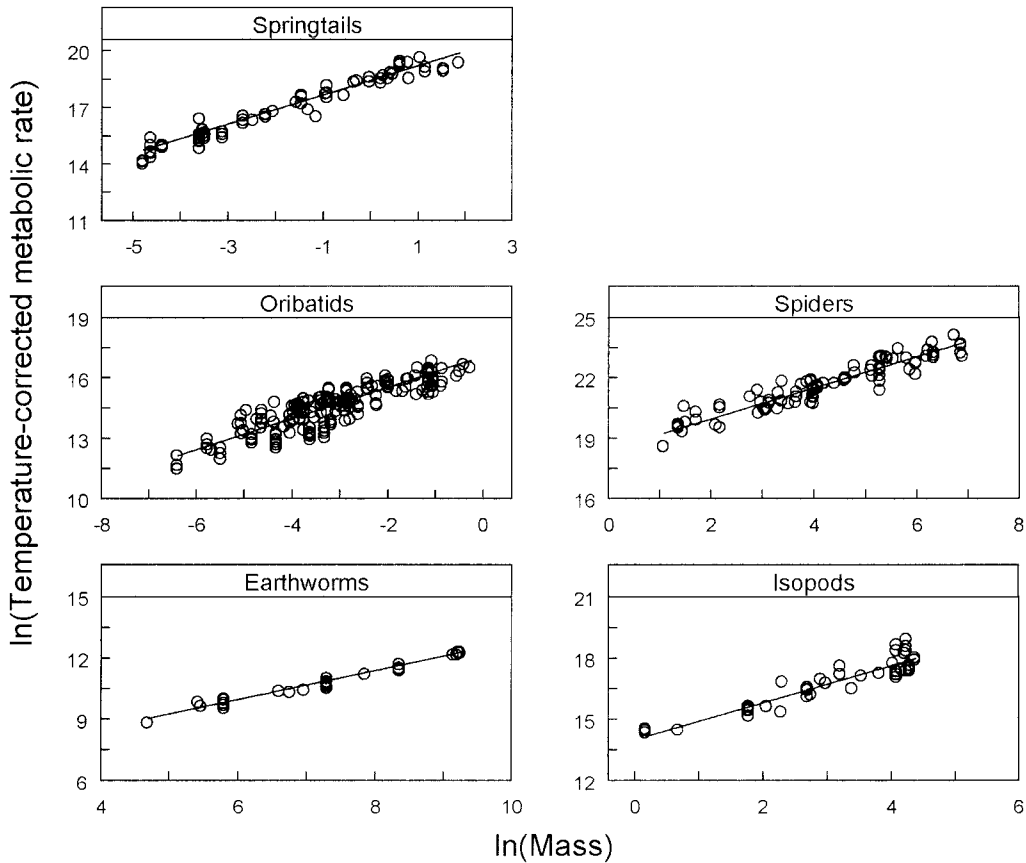 Springtails
20
17
14
11
-5 -3 -1 1 3
Oribatids
19
16
13
10
-8 -6 -4 -2 0
Spiders
25
22
19
16
0 2 4 6 8
Earthworms
15
12
9
6
4 6 8 10
Isopods
21
18
15
12
0 2 4 6
ln(Temperature-corrected metabolic rate)
ln(Mass)